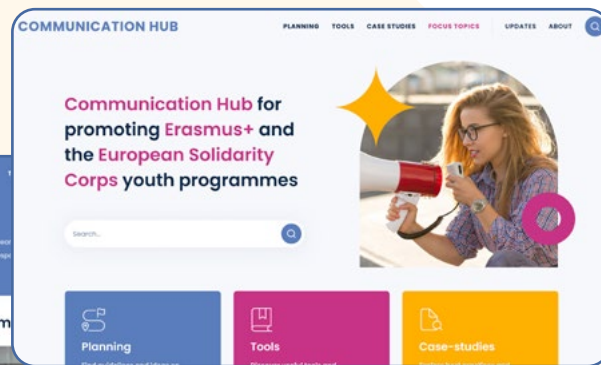 COMMUNICATION HUB
PLANNING TOOLS CASE STUDIES FOCUS TOPICS UPDATES ABOUT
Communication Hub for
promoting Erasmus+ and
the European Solidarity
Corps youth programmes
Search...
Planning
Tools
Case-studies